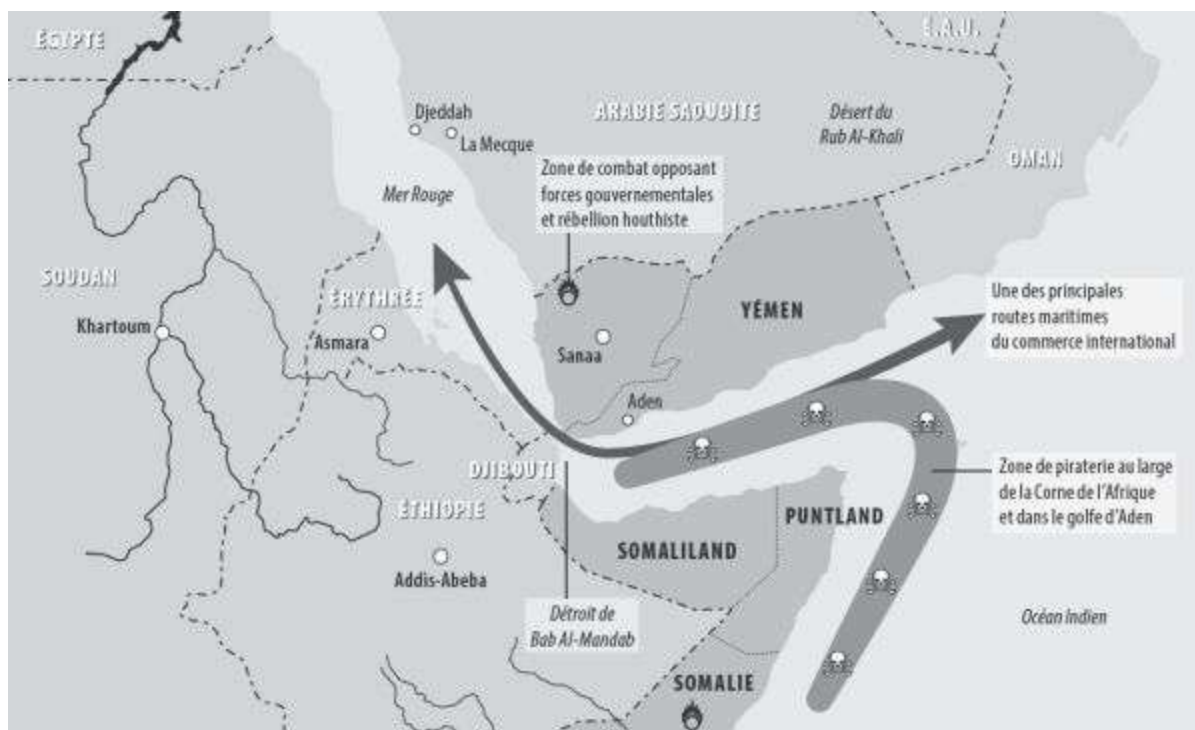 ÉGYPTE
E.A.U.
Djeddah
La Mecque
ARABIE SAOUDITE
Désert du
Rub Al-Khali
OMAN
Mer Rouge
Zone de combat opposant
forces gouvernementales
et rébellion houthiste
SOUDAN
Khartoum
ÉRYTHRÉE
Asmara
Sanaa
YÉMEN
Aden
Une des principales
routes maritimes
du commerce international
DJIBOUTI
ÉTHIOPIE
Addis-Abeba
SOMALILAND
PUNTLAND
Zone de piraterie au large
de la Corne de l'Afrique
et dans le golfe d'Aden
Détroit de
Bab Al-Mandab
Océan Indien
SOMALIE